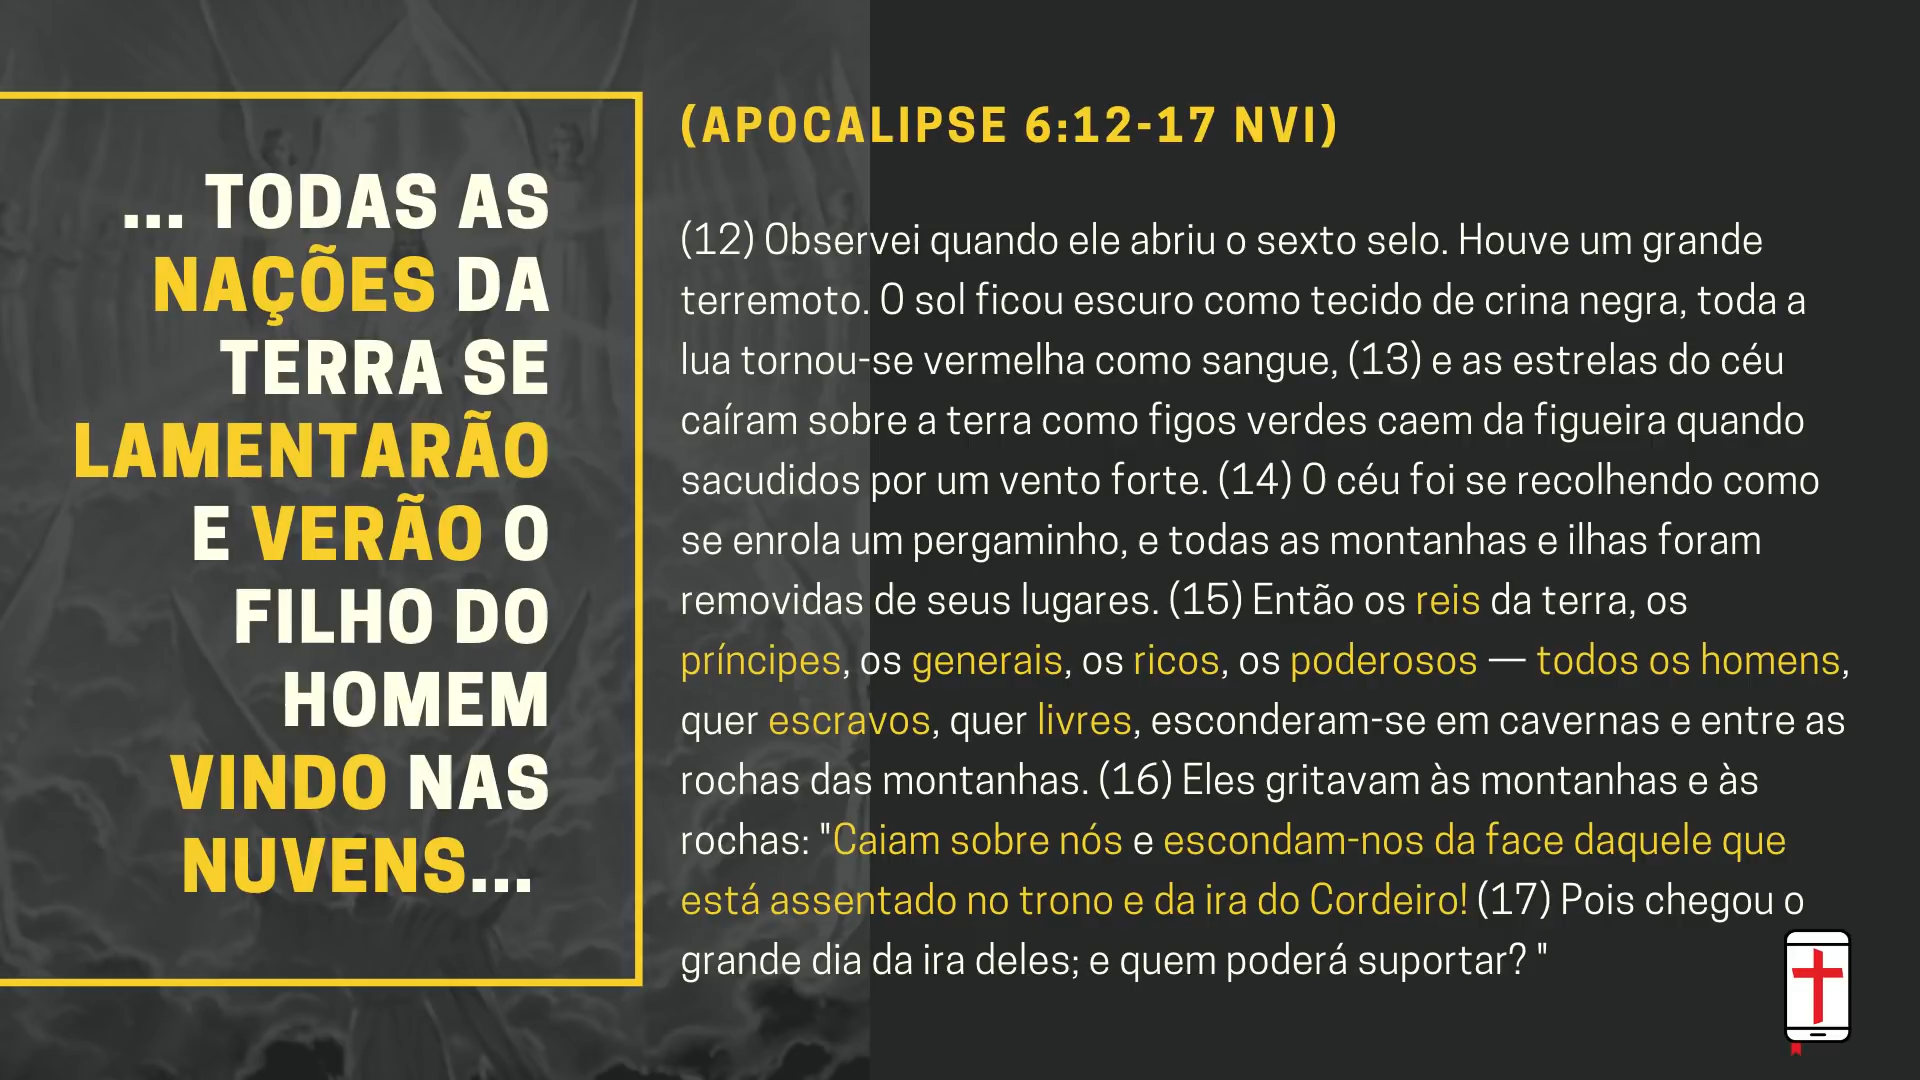 ... TODAS AS
NAÇÕES DA
TERRA SE
LAMENTARÃO
E VERÃO O
FILHO DO
HOMEM
VINDO NAS
NUVENS...
(APOCALIPSE 6:12-17 NVI)
(12) Observei quando ele abriu o sexto selo. Houve um grande
terremoto. O sol ficou escuro como tecido de crina negra, toda a
lua tornou-se vermelha como sangue, (13) e as estrelas do céu
caíram sobre a terra como figos verdes caem da figueira quando
sacudidos por um vento forte. (14) O céu foi se recolhendo como
se enrola um pergaminho, e todas as montanhas e ilhas foram
removidas de seus lugares. (15) Então os reis da terra, os
príncipes, os generais, os ricos, os poderosos — todos os homens,
quer escravos, quer livres, esconderam-se em cavernas e entre as
rochas das montanhas. (16) Eles gritavam às montanhas e às
rochas: "Caiam sobre nós e escondam-nos da face daquele que
está assentado no trono e da ira do Cordeiro! (17) Pois chegou o
grande dia da ira deles; e quem poderá suportar? "